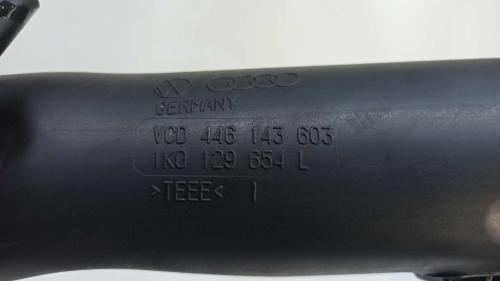 GERMANY
VCD 446 143 603
1K0 129 654 L
>TEEE< 1